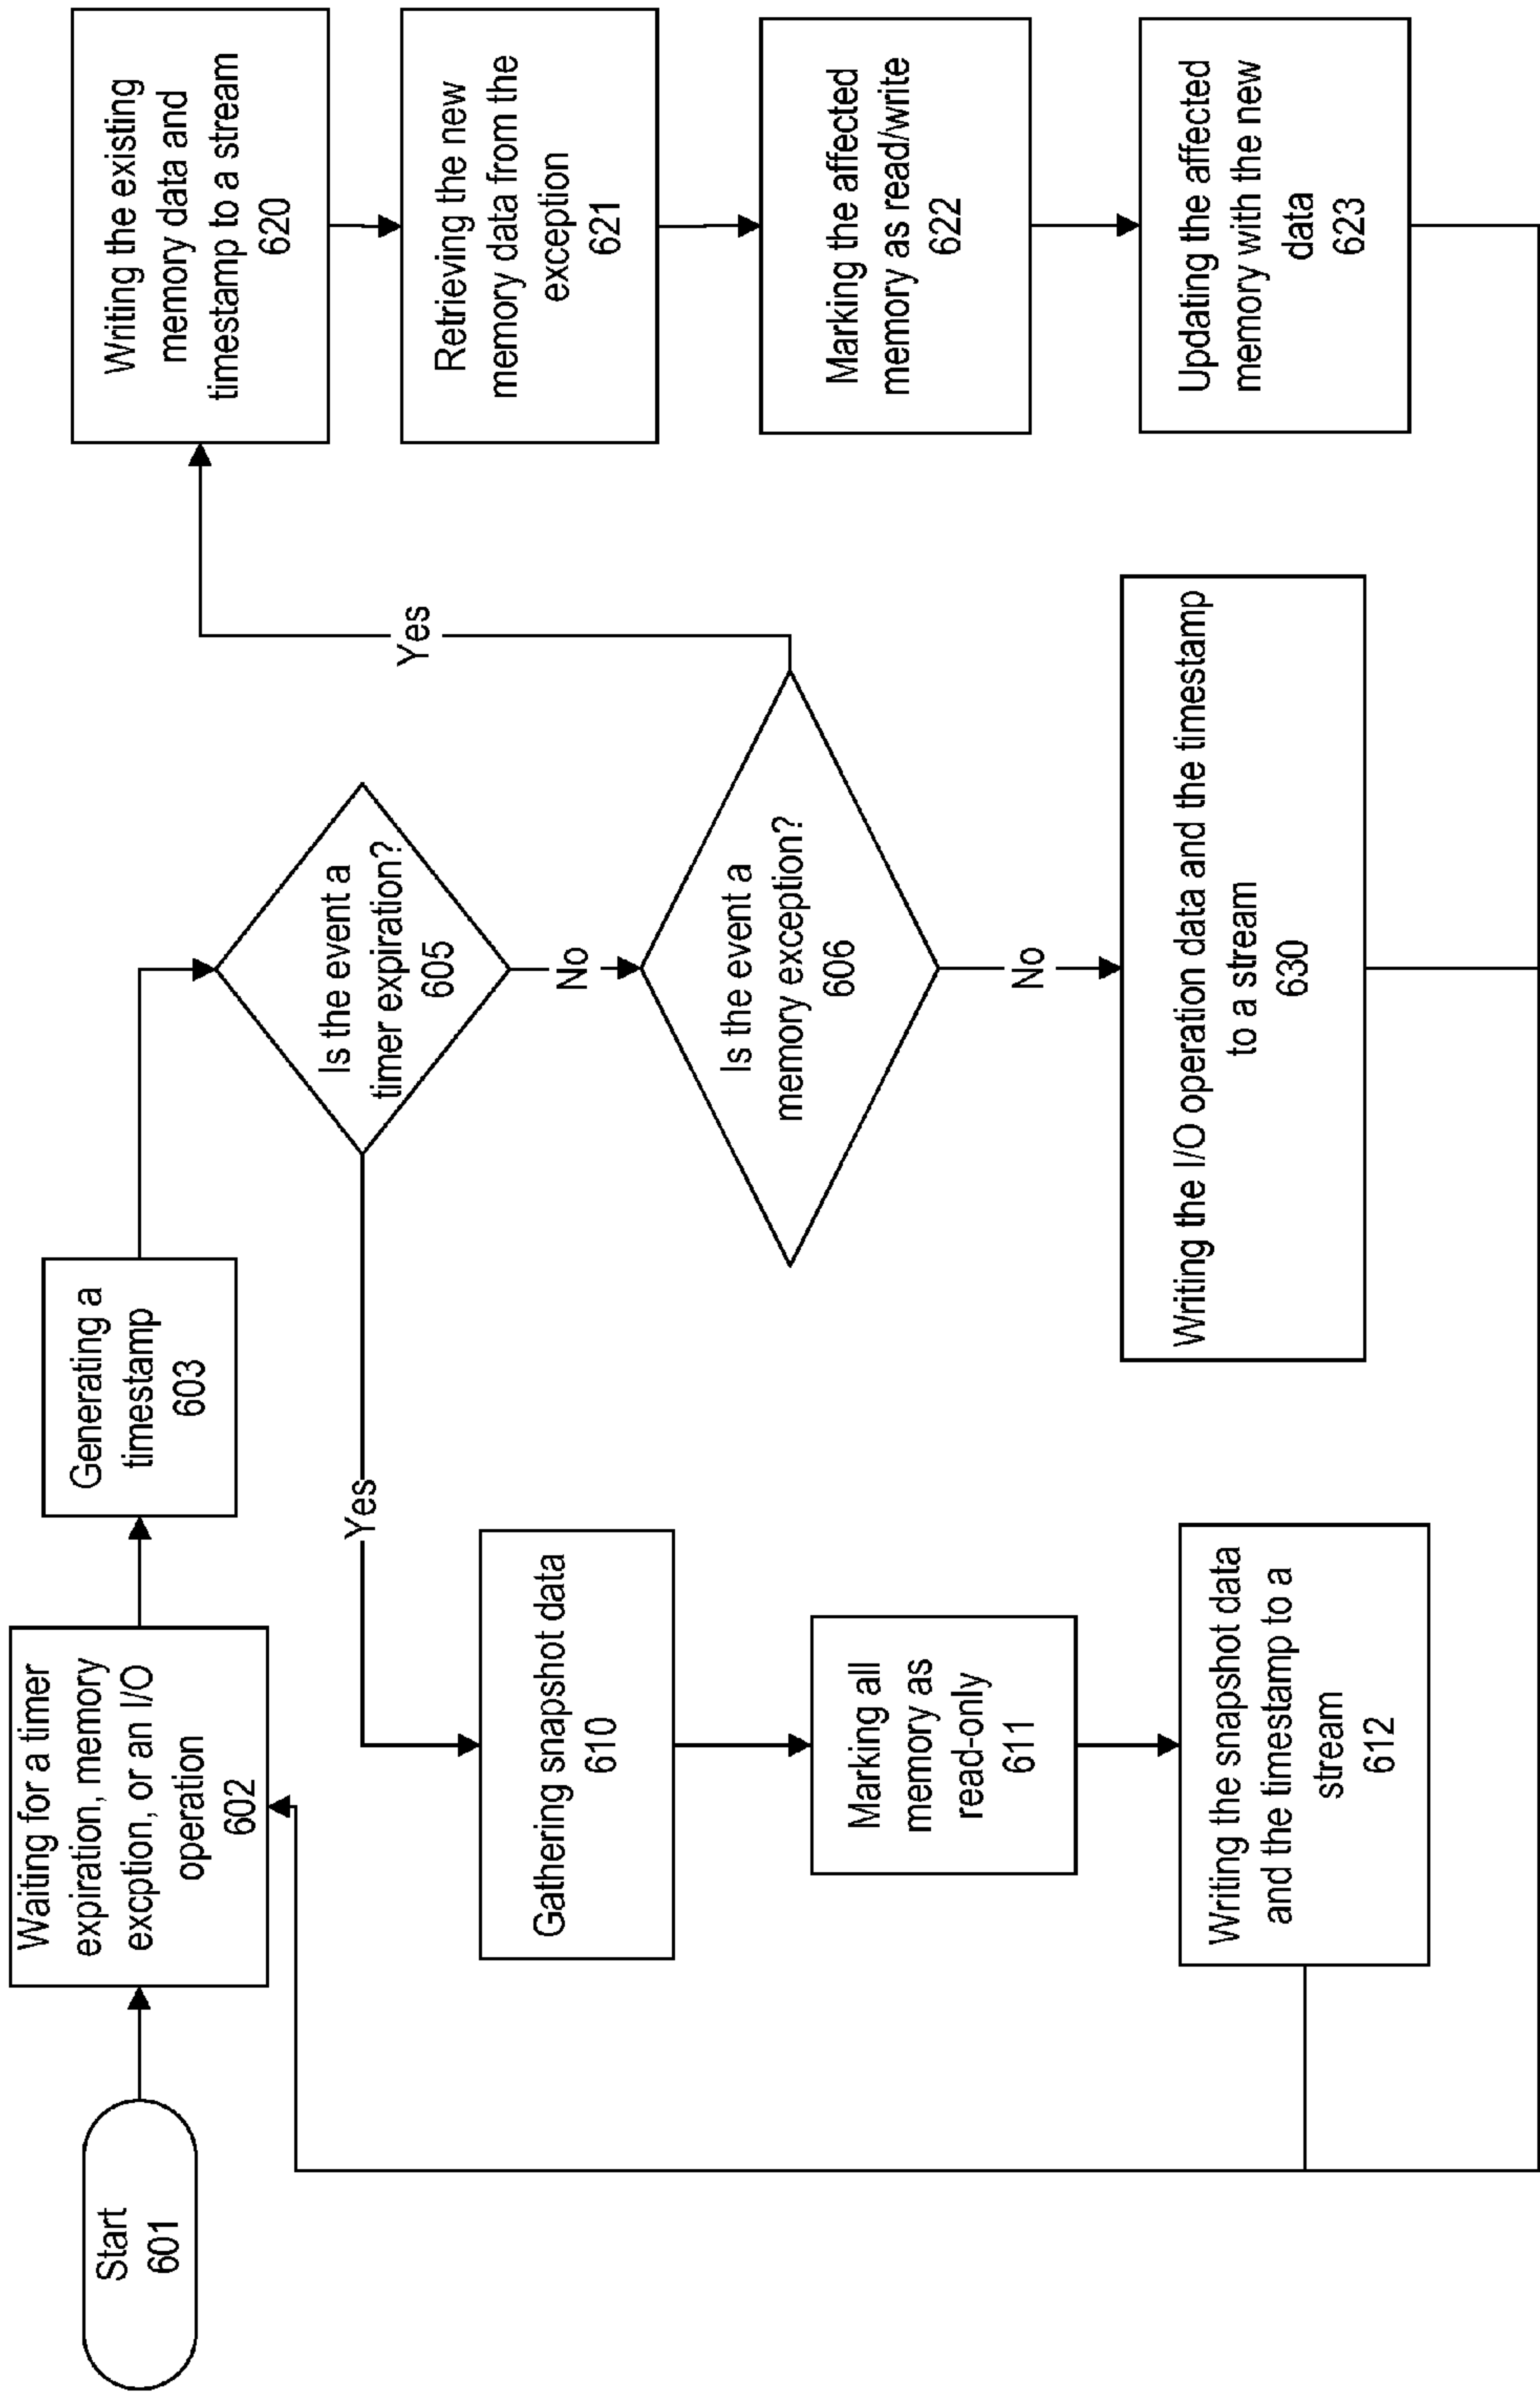 Start
601
Waiting for a timer
expiration, memory
excption, or an I/O
operation
602
Generating a
timestamp
603
Is the event a
timer expiration?
605
Yes
No
Gathering snapshot data
610
Marking all
memory as
read-only
611
Writing the snapshot data
and the timestamp to a
stream
612
Is the event a
memory exception?
606
Yes
No
Writing the I/O operation data and the timestamp
to a stream
630
Writing the existing
memory data and
timestamp to a stream
620
Retrieving the new
memory data from the
exception
621
Marking the affected
memory as read/write
622
Updating the affected
memory with the new
data
623